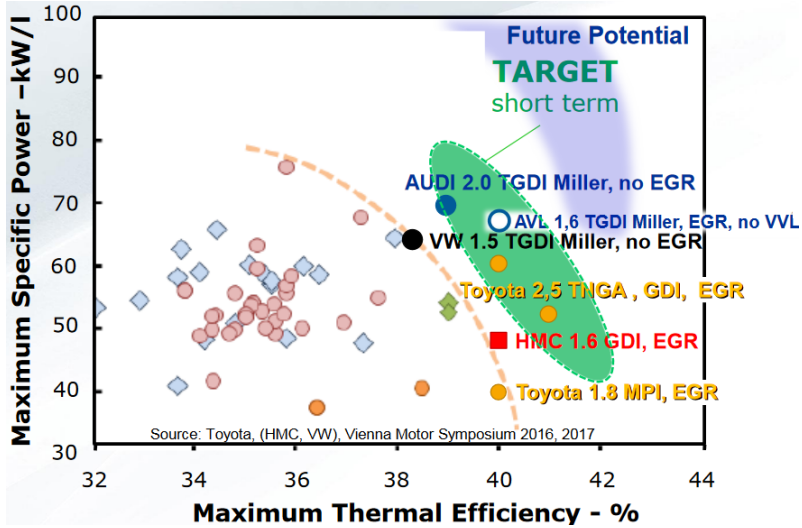 Maximum Specific Power –kW/l
100
90
80
70
60
50
40
30
Future Potential
TARGET
short term
AUDI 2.0 TGDI Miller, no EGR
AVL 1,6 TGDI Miller, EGR, no VVL
VW 1.5 TGDI Miller, no EGR
Toyota 2,5 TNGA , GDI, EGR
HMC 1.6 GDI, EGR
Toyota 1.8 MPI, EGR
Source: Toyota, (HMC, VW), Vienna Motor Symposium 2016, 2017
32 34 36 38 40 42 44
Maximum Thermal Efficiency - %